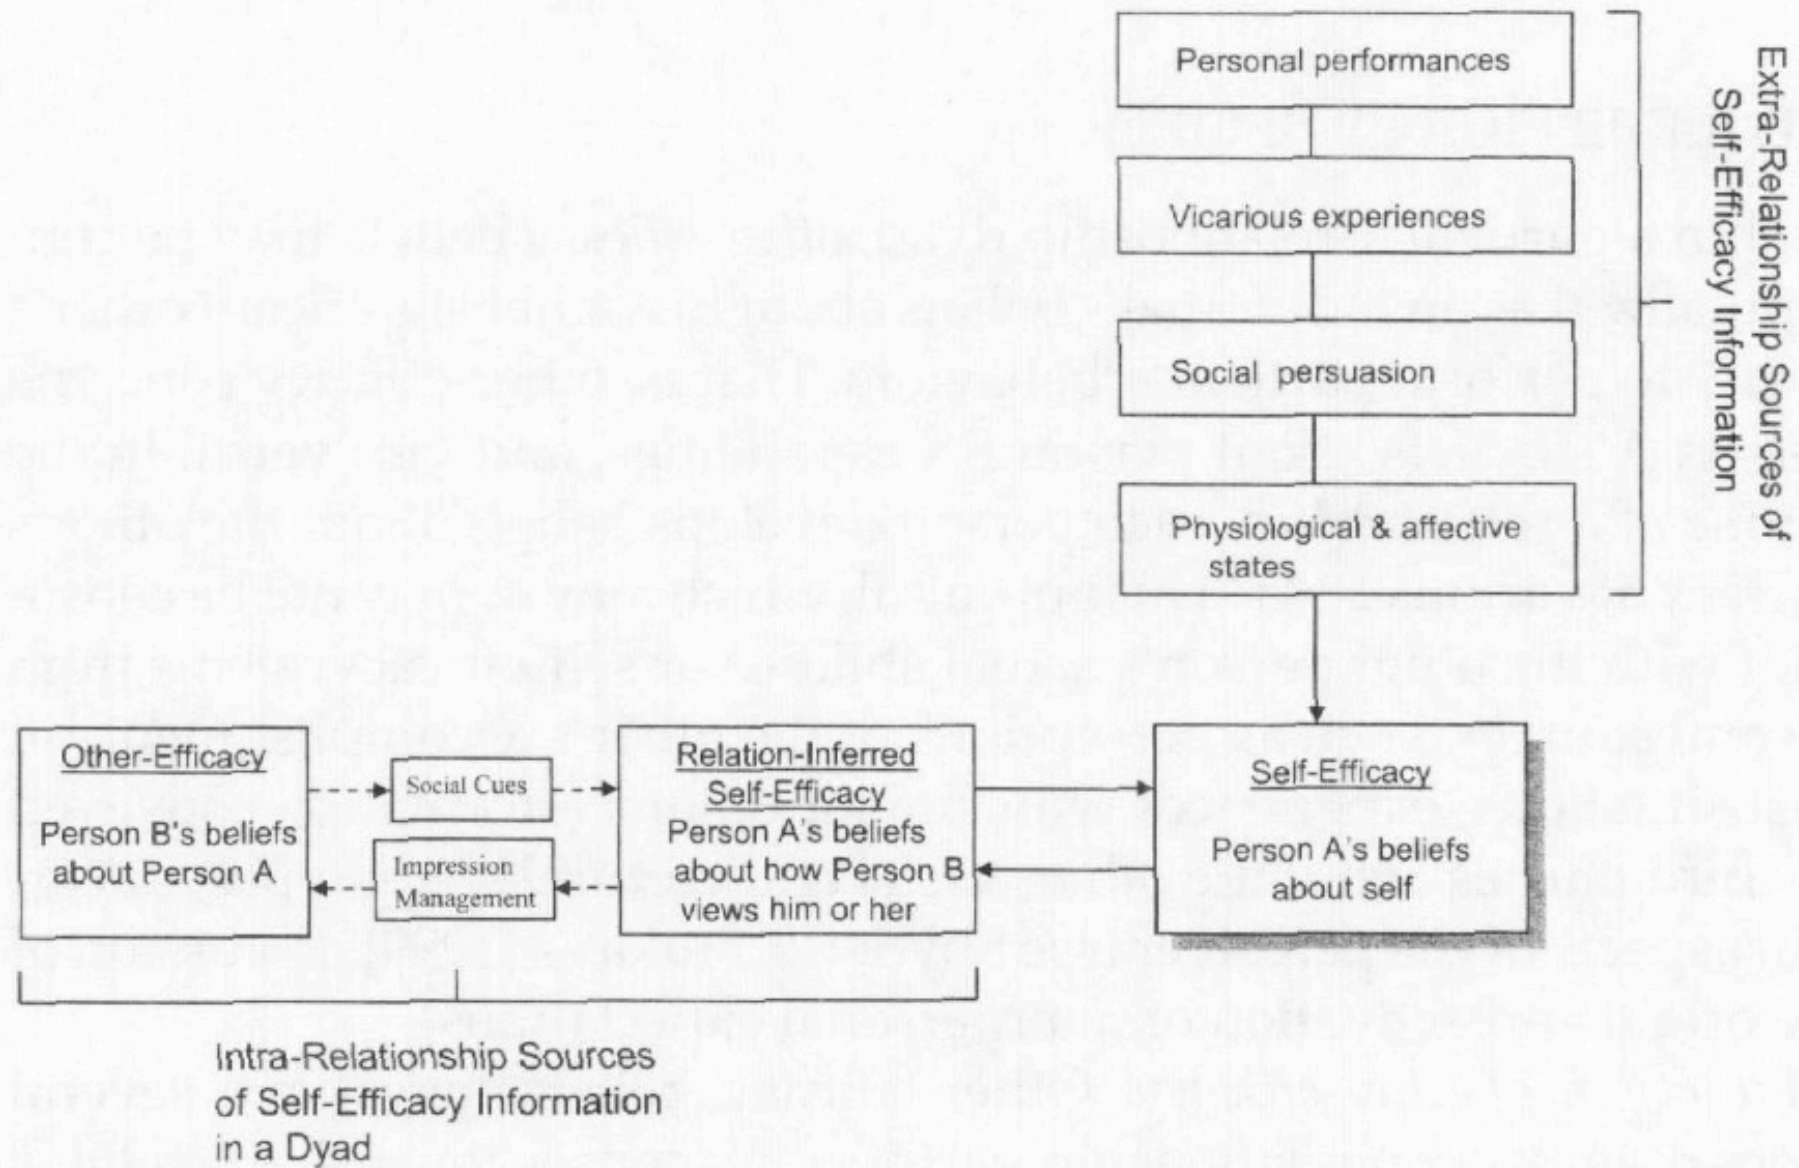 Personal performances
Vicarious experiences
Social persuasion
Physiological & affective
states
Extra-Relationship Sources of
Self-Efficacy Information
Other-Efficacy
Person B's beliefs
about Person A
Social Cues
Impression
Management
Relation-Inferred
Self-Efficacy
Person A's beliefs
about how Person B
views him or her
Self-Efficacy
Person A's beliefs
about self
Intra-Relationship Sources
of Self-Efficacy Information
in a Dyad